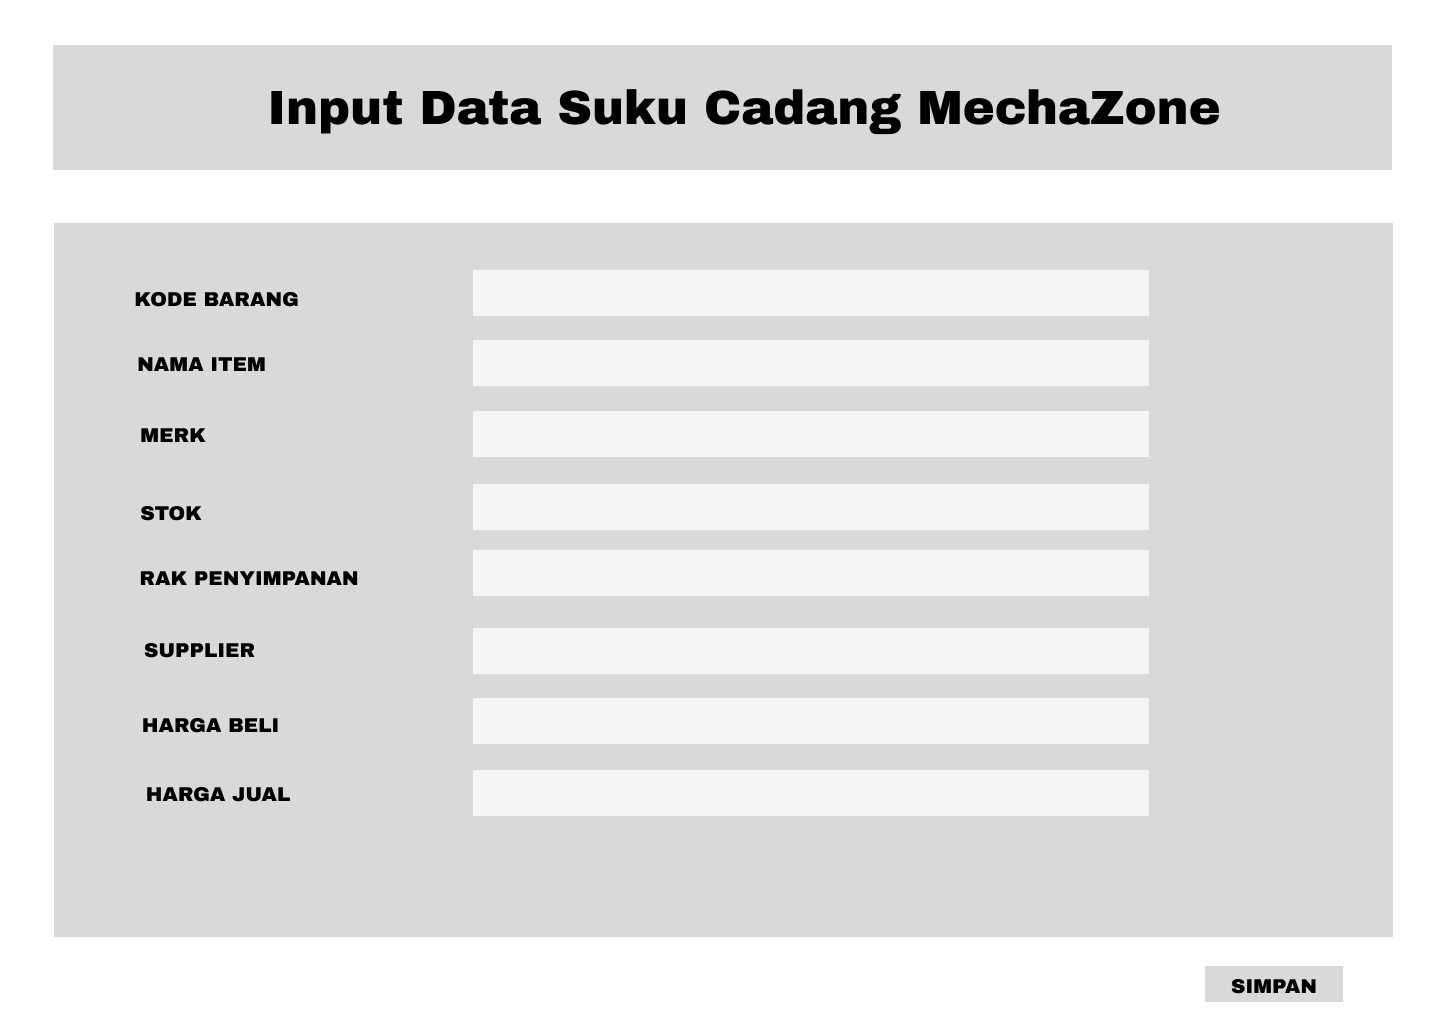 Input Data Suku Cadang MechaZone
KODE BARANG
NAMA ITEM
MERK
STOK
RAK PENYIMPANAN
SUPPLIER
HARGA BELI
HARGA JUAL
SIMPAN